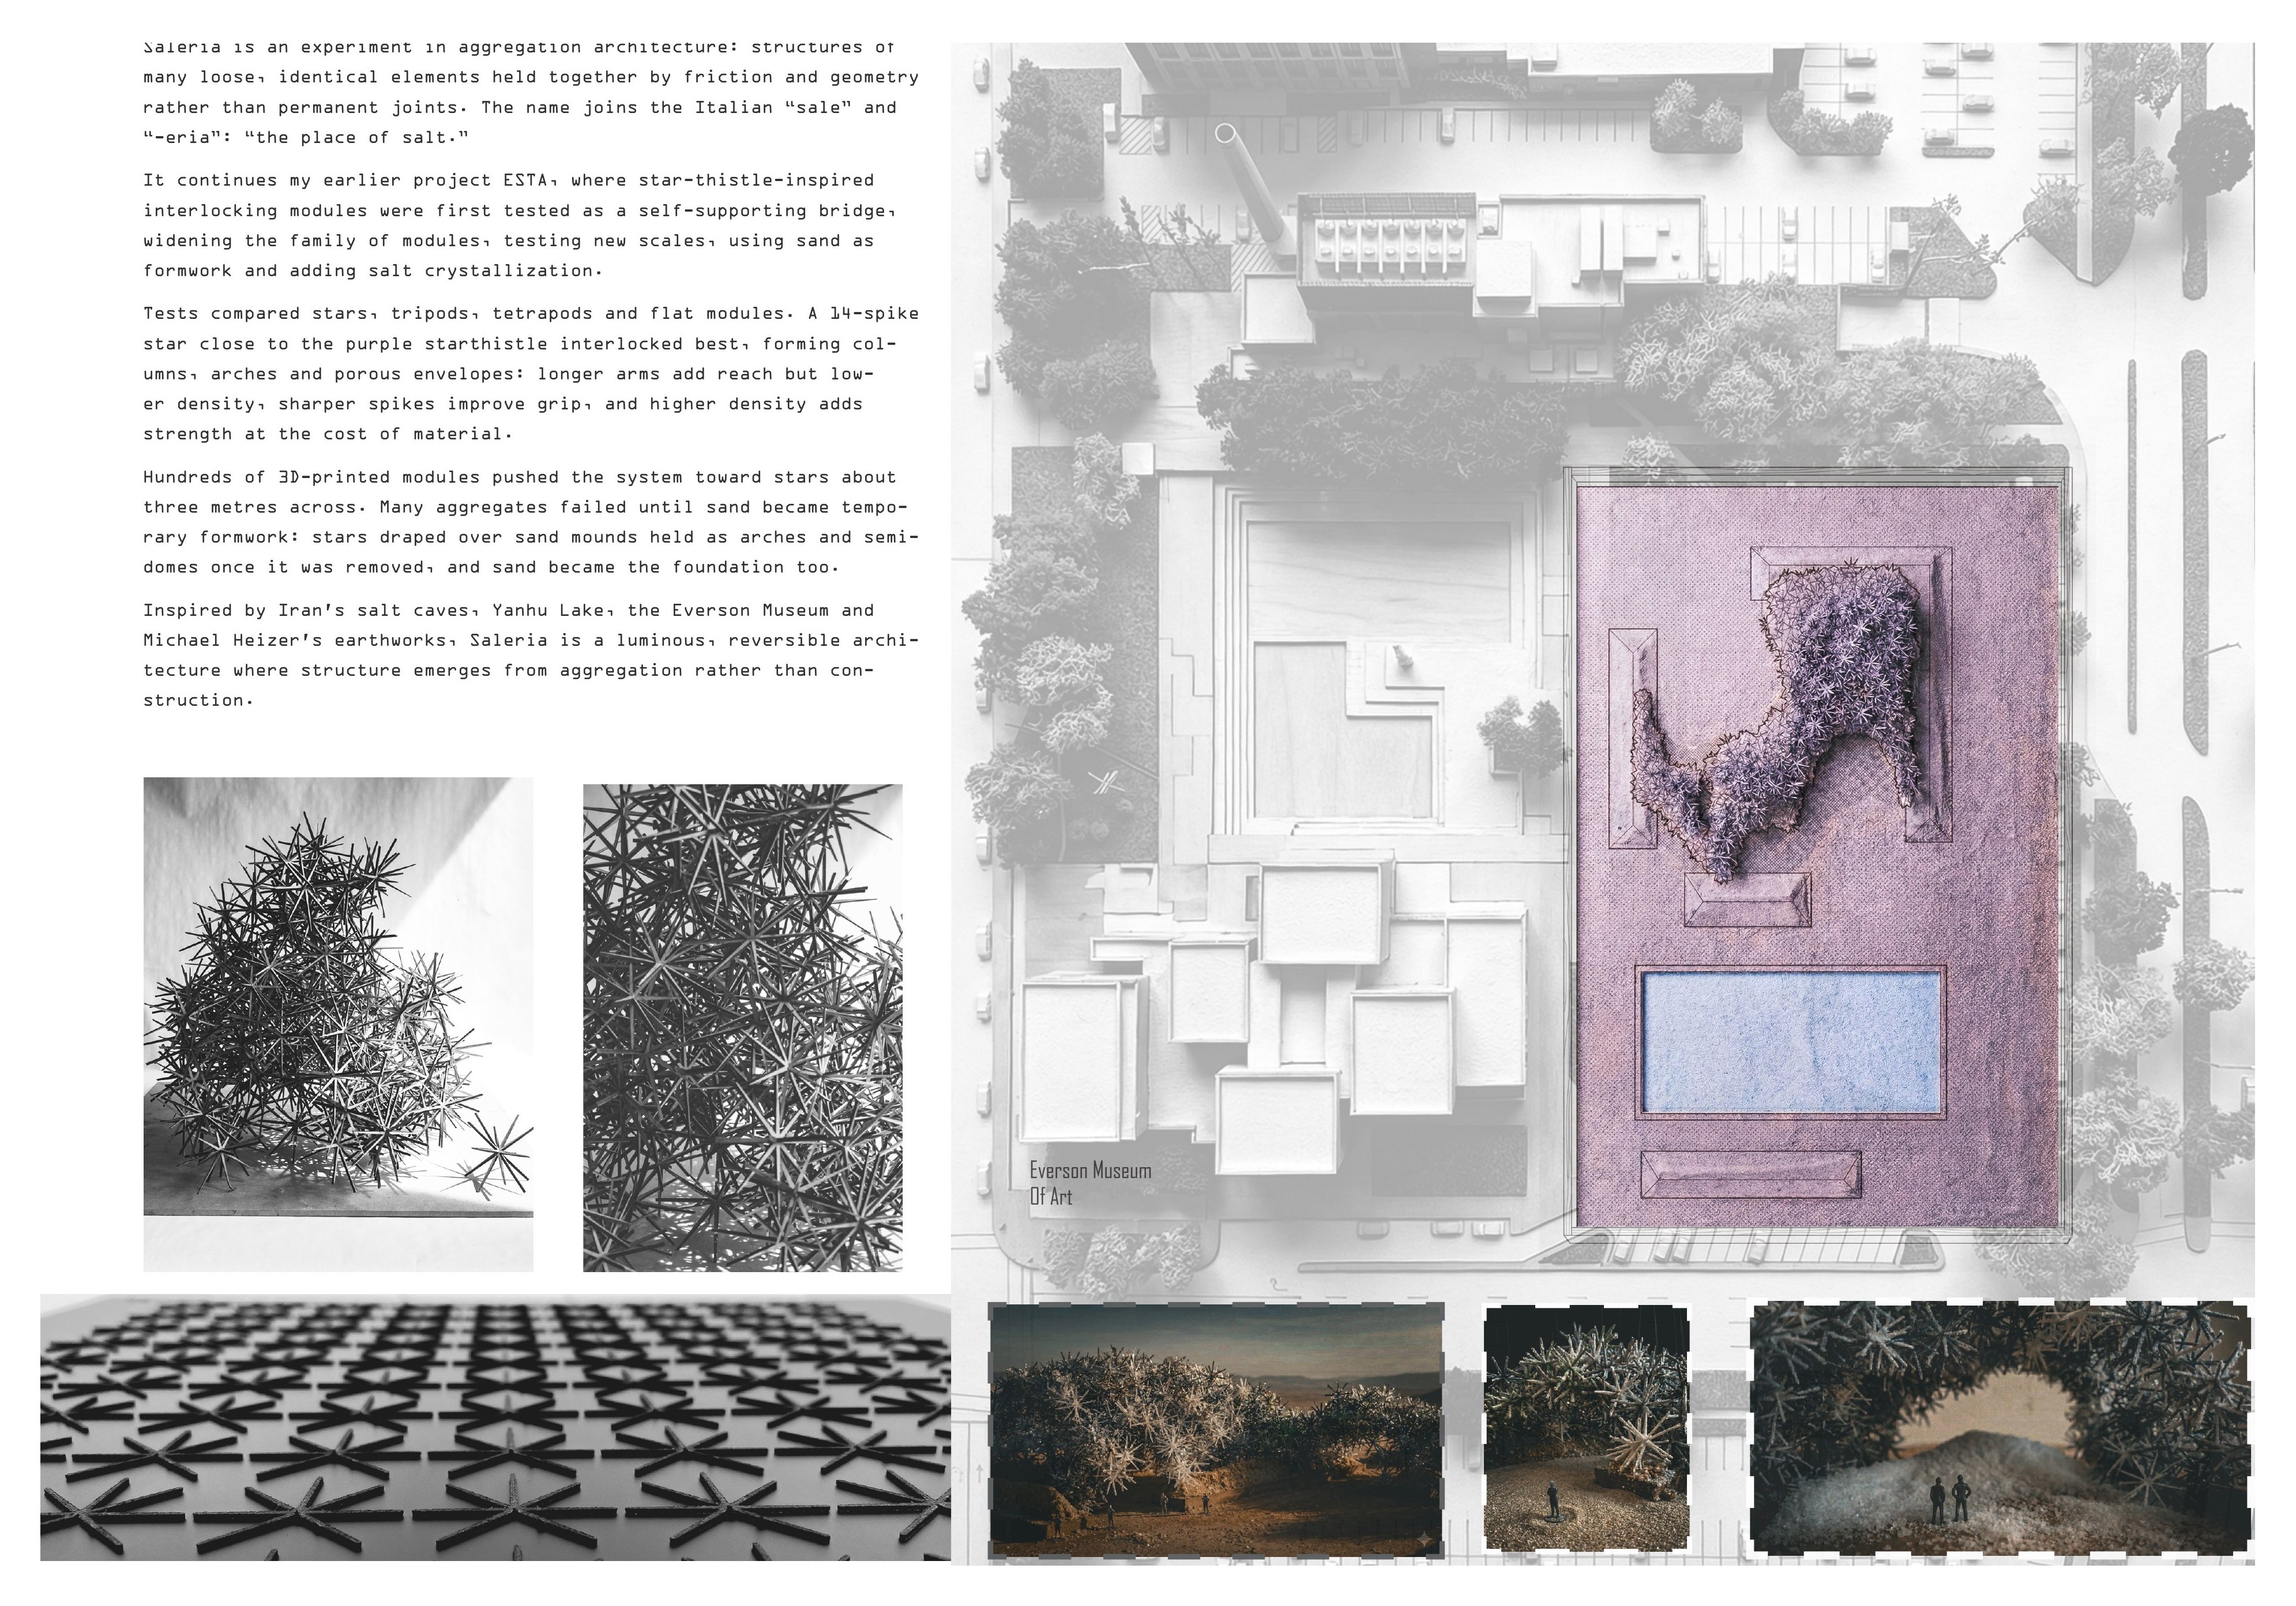 Saleria is an experiment in aggregation architecture: structures of
many loose, identical elements held together by friction and geometry
rather than permanent joints. The name joins the Italian “sale” and
“-eria”: “the place of salt.”
It continues my earlier project ESTA, where star-thistle-inspired
interlocking modules were first tested as a self-supporting bridge,
widening the family of modules, testing new scales, using sand as
formwork and adding salt crystallization.
Tests compared stars, tripods, tetrapods and flat modules. A 14-spike
star close to the purple starthistle interlocked best, forming col-
umns, arches and porous envelopes: longer arms add reach but low-
er density, sharper spikes improve grip, and higher density adds
strength at the cost of material.
Hundreds of 3D-printed modules pushed the system toward stars about
three metres across. Many aggregates failed until sand became tempo-
rary formwork: stars draped over sand mounds held as arches and semi-
domes once it was removed, and sand became the foundation too.
Inspired by Iran's salt caves, Yanhu Lake, the Everson Museum and
Michael Heizer's earthworks, Saleria is a luminous, reversible archi-
tecture where structure emerges from aggregation rather than con-
struction.
Everson Museum
Of Art